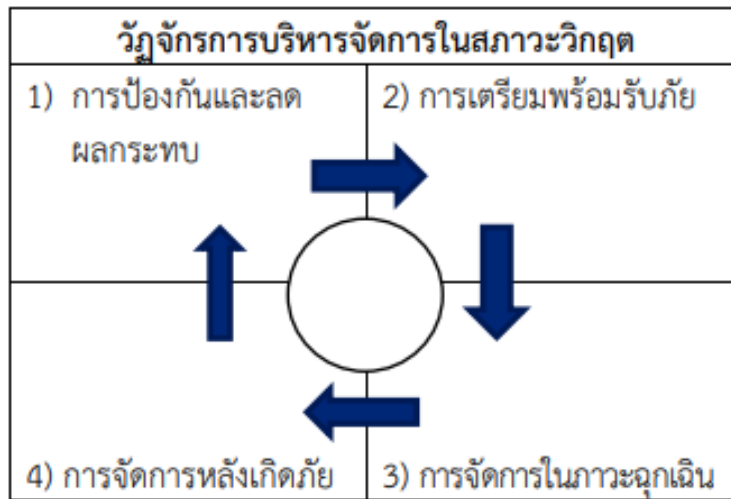 วัฏจักรการบริหารจัดการในสภาวะวิกฤต
1) การป้องกันและลด
ผลกระทบ
2) การเตรียมพร้อมรับภัย
4) การจัดการหลังเกิดภัย
3) การจัดการในภาวะฉุกเฉิน